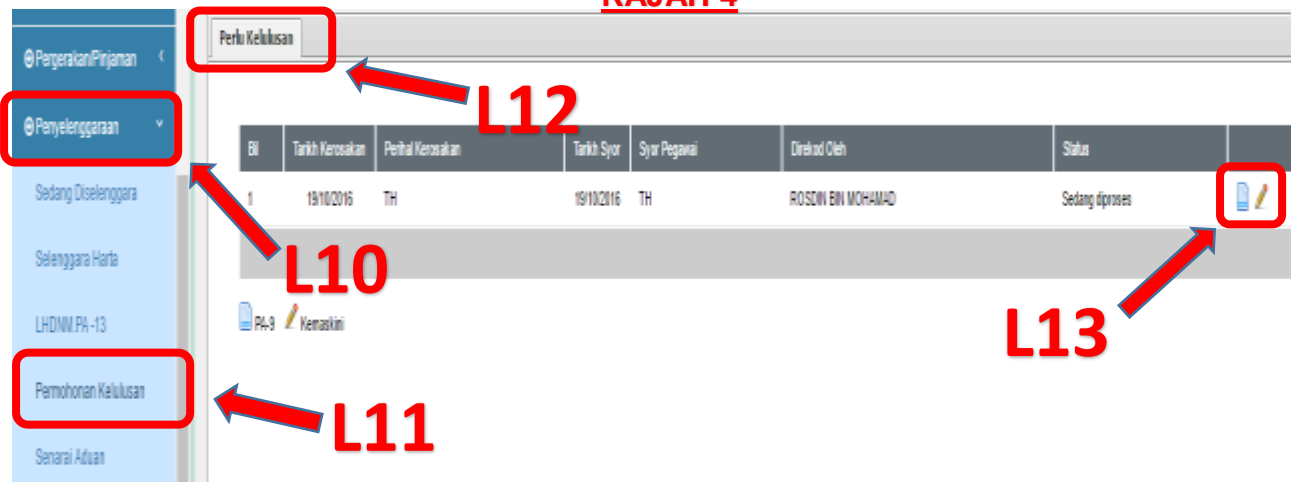 RAJAH 4
Pergerakan/Pinjaman
Penyelenggaraan
Sedang Diselenggara
Selenggara Harta
LHDNM.PA -13
Permohonan Kelulusan
Senarai Aduan
Perlu Kelulusan
L12
Bil Tarikh Kerosakan Perihal Kerosakan Tarikh Syor Syor Pegawai Direkod Oleh Status
1 19/10/2016 TH 19/10/2016 TH ROSDIN BIN MOHAMAD Sedang diproses
L10
PA-9 Kemaskini
L13
L11